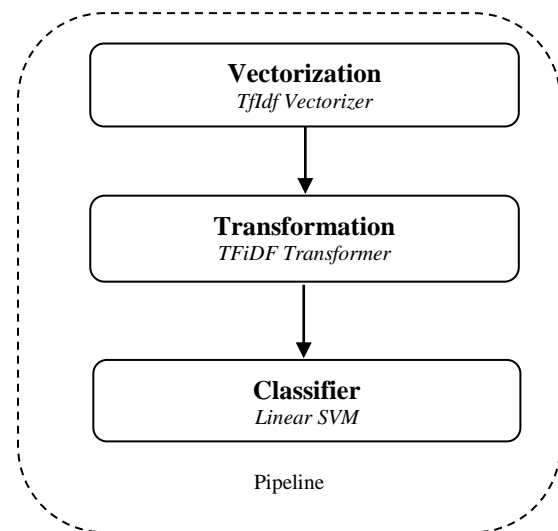 Vectorization
TfIdf Vectorizer
Transformation
TFiDF Transformer
Classifier
Linear SVM
Pipeline